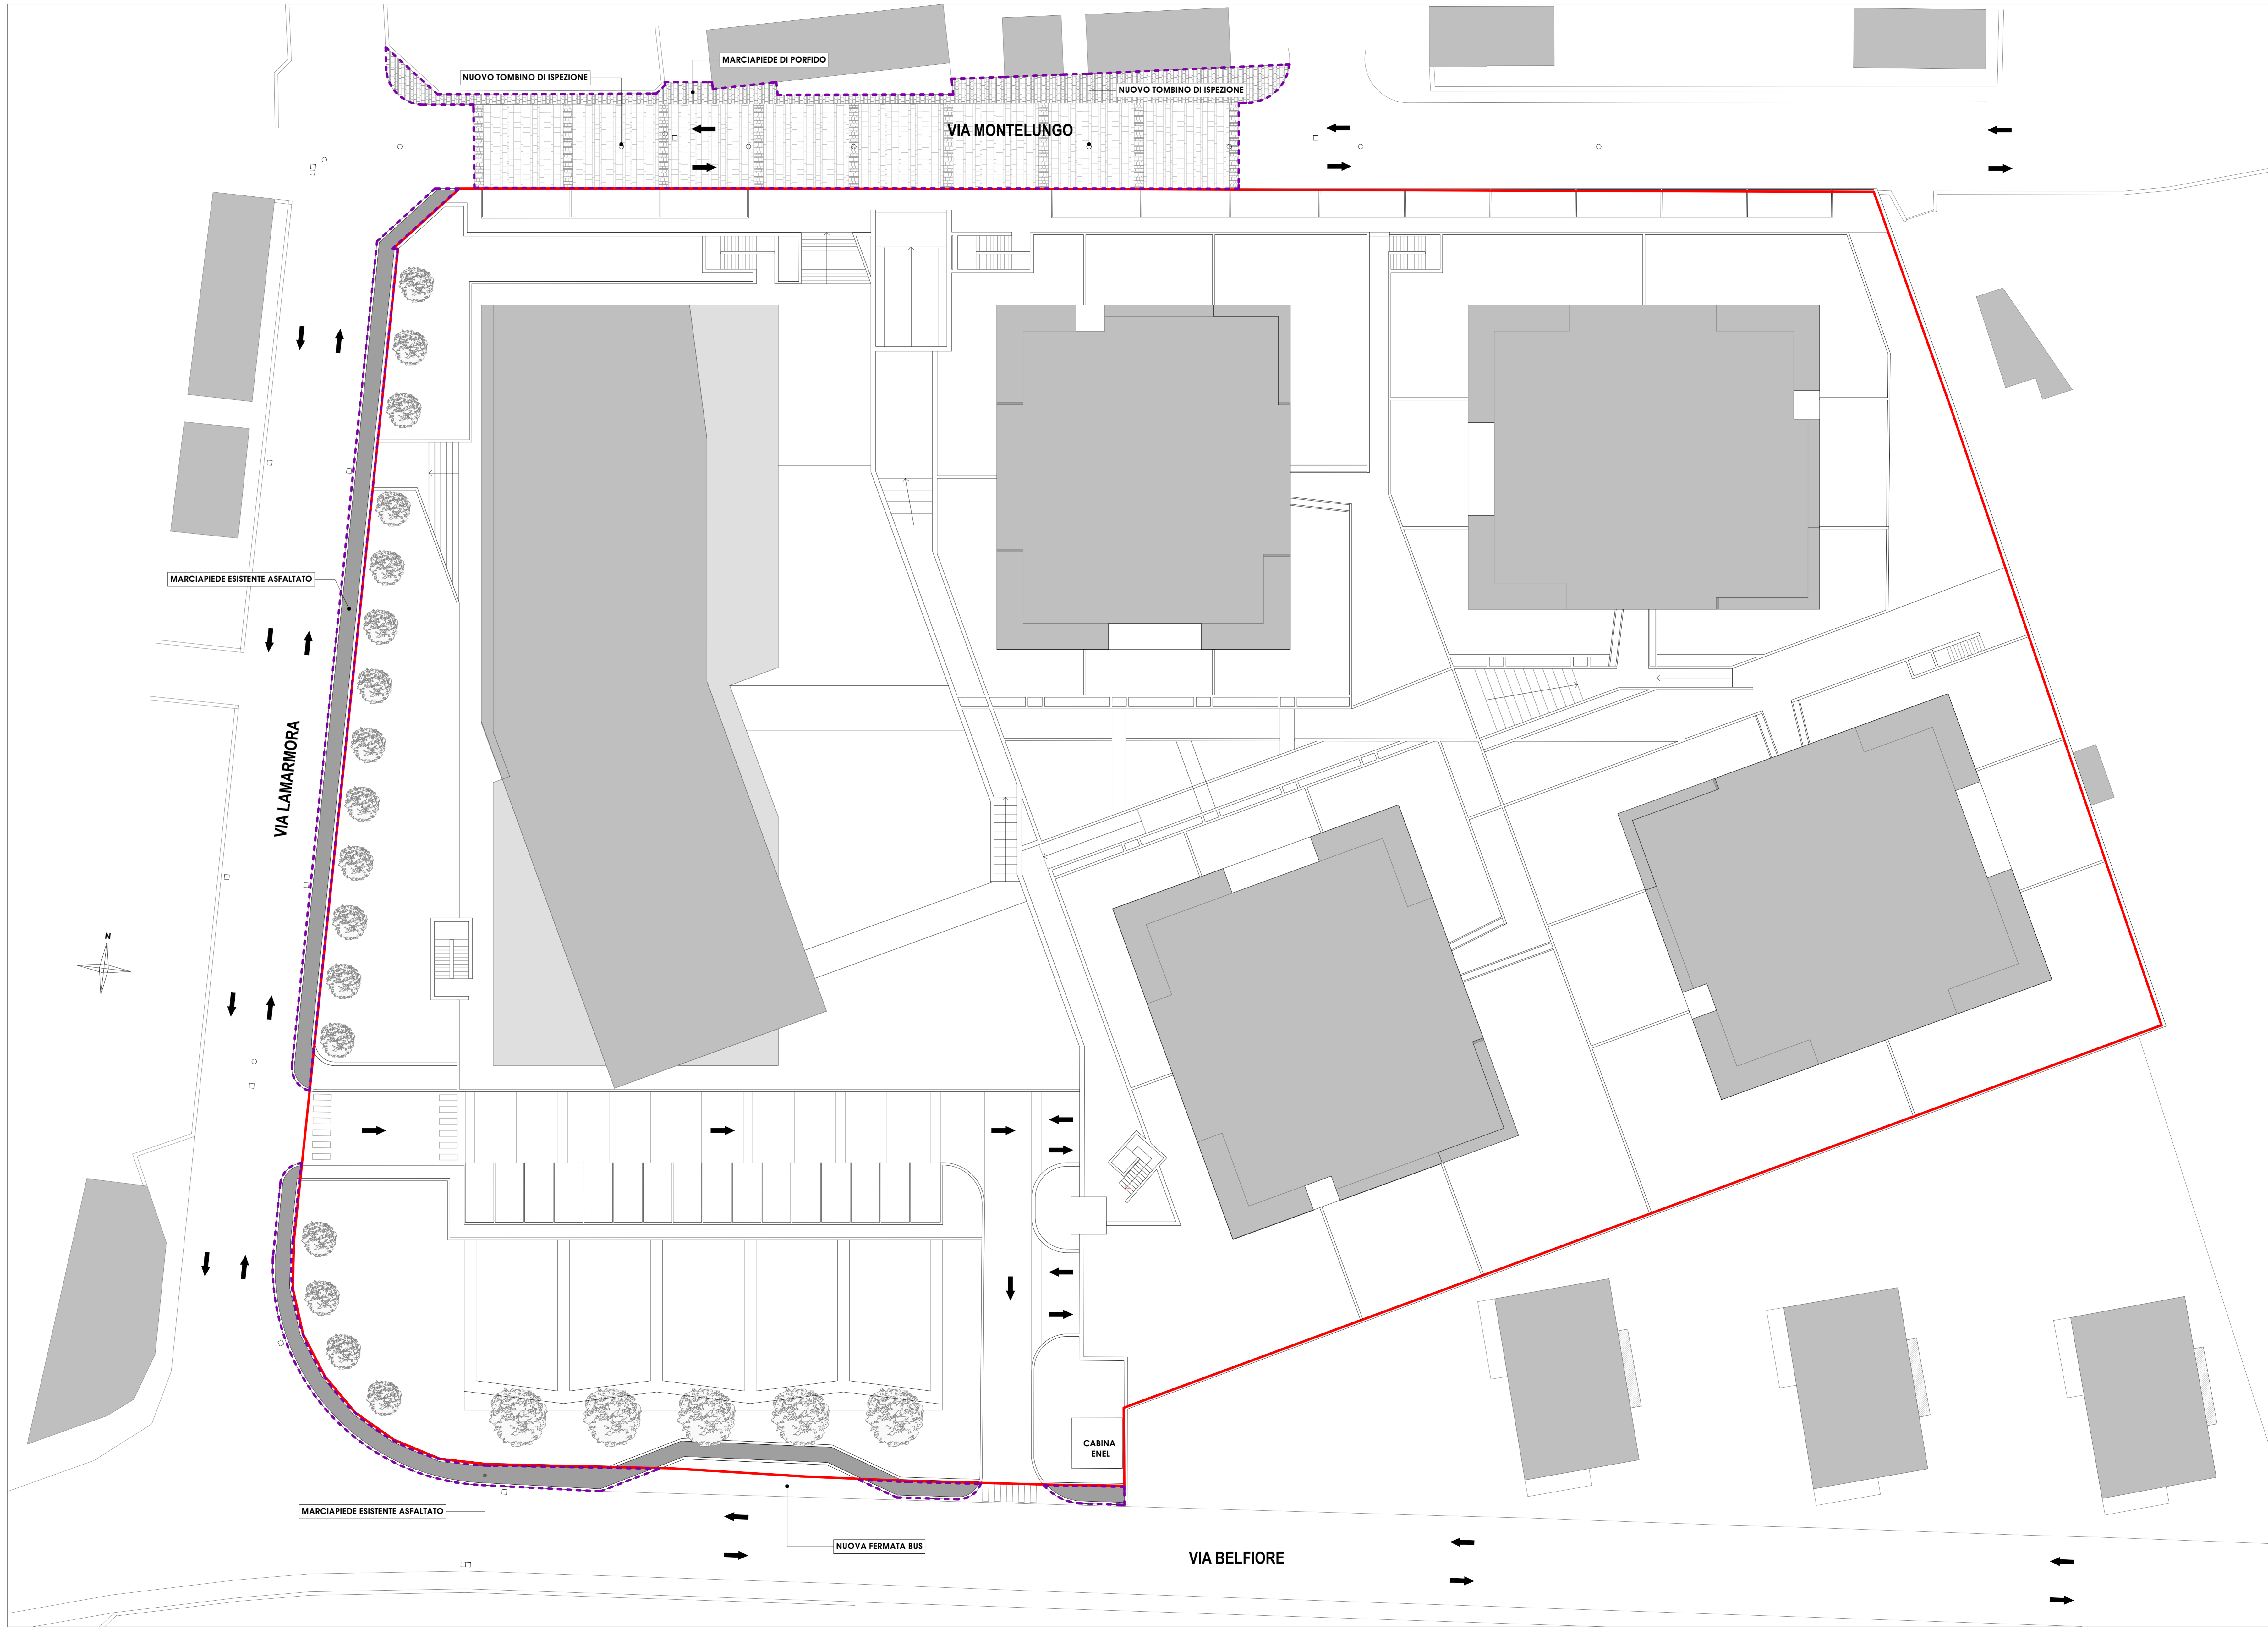 MARCIAPIEDE DI PORFIDO
NUOVO TOMBINO DI ISPEZIONE
NUOVO TOMBINO DI ISPEZIONE
VIA MONTELUNGO
MARCIAPIEDE ESISTENTE ASFALTATO
VIA LAMARMORA
N
CABINA
ENEL
MARCIAPIEDE ESISTENTE ASFALTATO
NUOVA FERMATA BUS
VIA BELFIORE